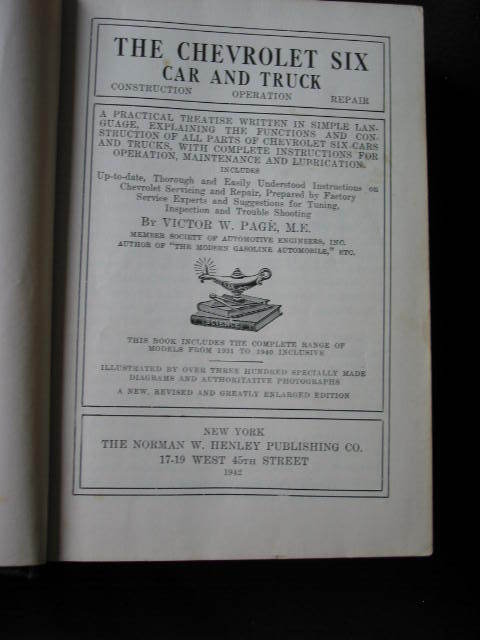 THE CHEVROLET SIX
CAR AND TRUCK
CONSTRUCTION OPERATION REPAIR
A PRACTICAL TREATISE WRITTEN IN SIMPLE LAN-
GUAGE, EXPLAINING THE FUNCTIONS AND CON-
STRUCTION OF ALL PARTS OF CHEVROLET SIX CARS
AND TRUCKS, WITH COMPLETE INSTRUCTIONS FOR
OPERATION, MAINTENANCE AND LUBRICATION.
INCLUDES
Up-to-date, Thorough and Easily Understood Instructions on
Chevrolet Servicing and Repair, Prepared by Factory
Service Experts and Suggestions for Tuning,
Inspection and Trouble Shooting
BY VICTOR W. PAGÉ, M.E.
MEMBER SOCIETY OF AUTOMOTIVE ENGINEERS, INC.
AUTHOR OF "THE MODERN GASOLINE AUTOMOBILE," ETC.
SCIENCE
THIS BOOK INCLUDES THE COMPLETE RANGE OF
MODELS FROM 1931 TO 1940 INCLUSIVE
ILLUSTRATED BY OVER THREE HUNDRED SPECIALLY MADE
DIAGRAMS AND AUTHORITATIVE PHOTOGRAPHS
A NEW, REVISED AND GREATLY ENLARGED EDITION
NEW YORK
THE NORMAN W. HENLEY PUBLISHING CO.
17-19 WEST 45TH STREET
1942